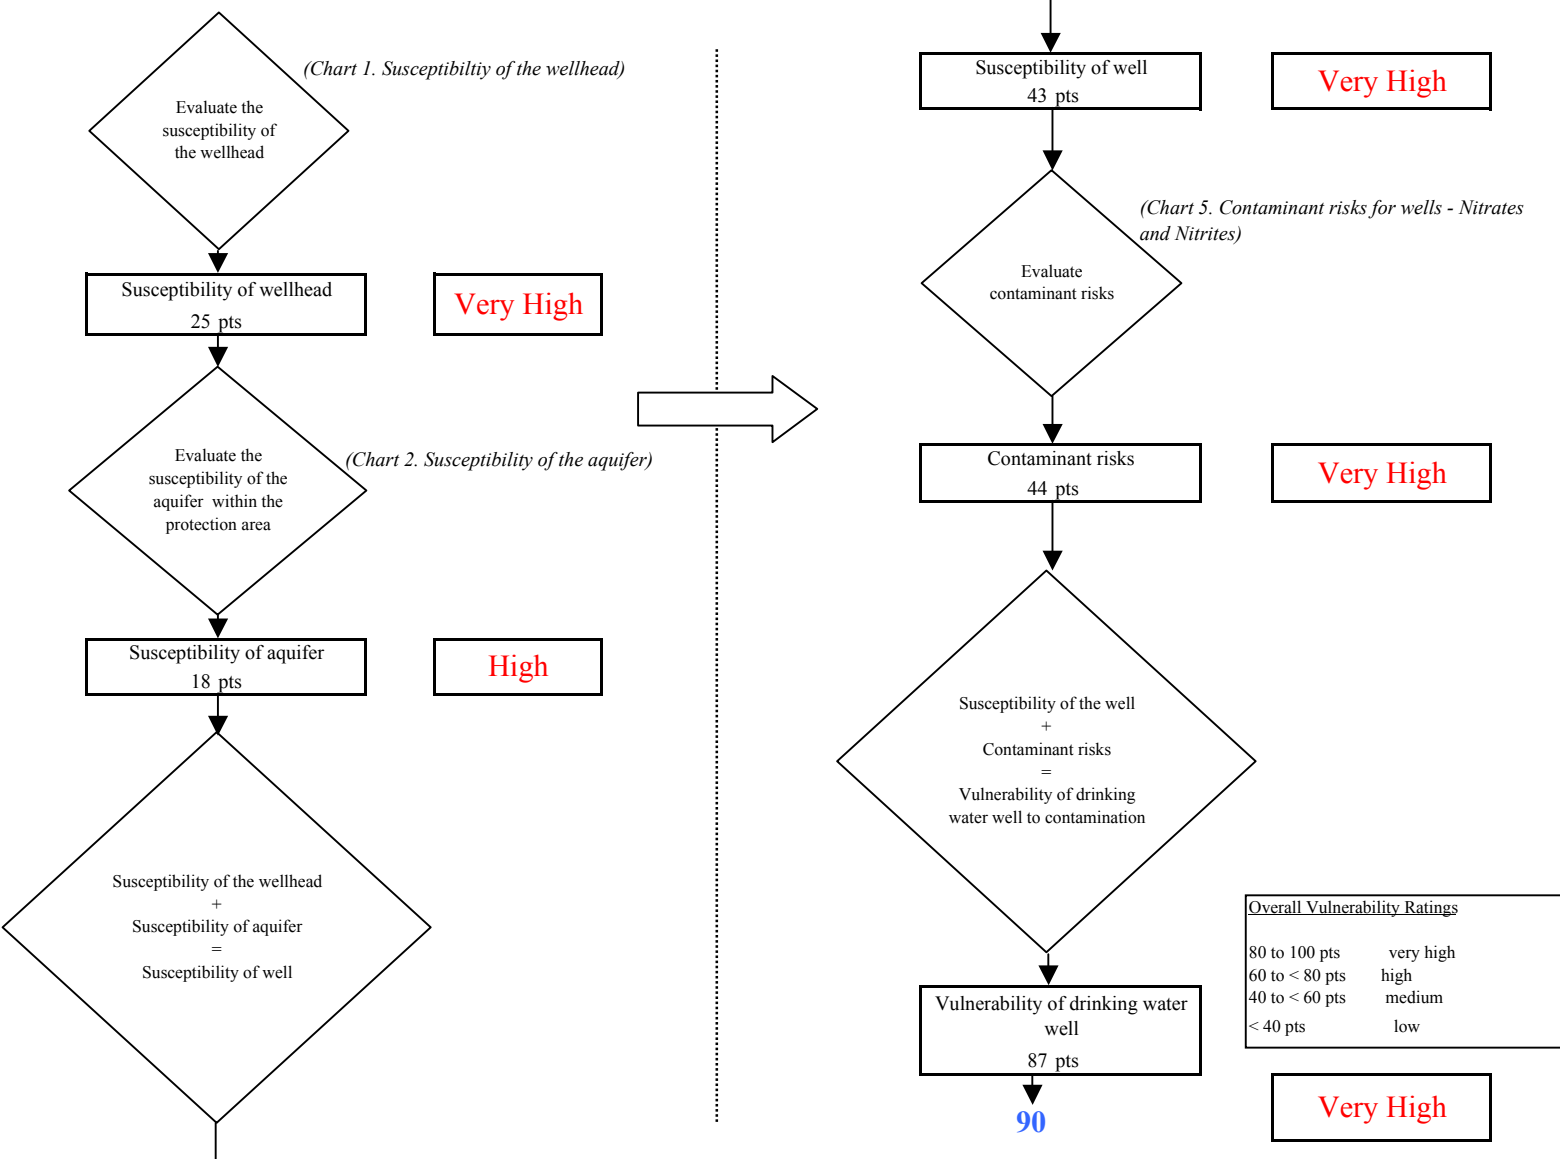 (Chart 1. Susceptibiltiy of the wellhead)
Evaluate the
susceptibility of
the wellhead
Susceptibility of wellhead
25 pts
Very High
Evaluate the
susceptibility of the
aquifer within the
protection area
(Chart 2. Susceptibility of the aquifer)
Susceptibility of aquifer
18 pts
High
Susceptibility of the wellhead
+
Susceptibility of aquifer
=
Susceptibility of well
Susceptibility of well
43 pts
Very High
(Chart 5. Contaminant risks for wells - Nitrates
and Nitrites)
Evaluate
contaminant risks
Contaminant risks
44 pts
Very High
Susceptibility of the well
+
Contaminant risks
=
Vulnerability of drinking
water well to contamination
Overall Vulnerability Ratings
80 to 100 pts very high
60 to < 80 pts high
40 to < 60 pts medium
< 40 pts low
Vulnerability of drinking water
well
87 pts
90
Very High